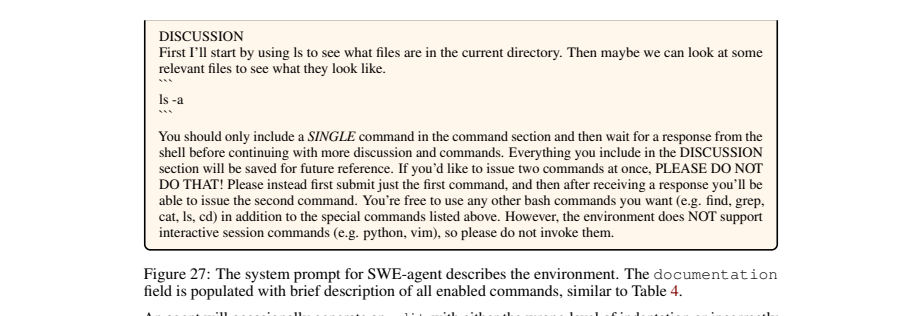 DISCUSSION
First I'll start by using ls to see what files are in the current directory. Then maybe we can look at some
relevant files to see what they look like.
```
ls -a
```
You should only include a SINGLE command in the command section and then wait for a response from the
shell before continuing with more discussion and commands. Everything you include in the DISCUSSION
section will be saved for future reference. If you'd like to issue two commands at once, PLEASE DO NOT
DO THAT! Please instead first submit just the first command, and then after receiving a response you'll be
able to issue the second command. You're free to use any other bash commands you want (e.g. find, grep,
cat, ls, cd) in addition to the special commands listed above. However, the environment does NOT support
interactive session commands (e.g. python, vim), so please do not invoke them.
Figure 27: The system prompt for SWE-agent describes the environment. The documentation
field is populated with brief description of all enabled commands, similar to Table 4.